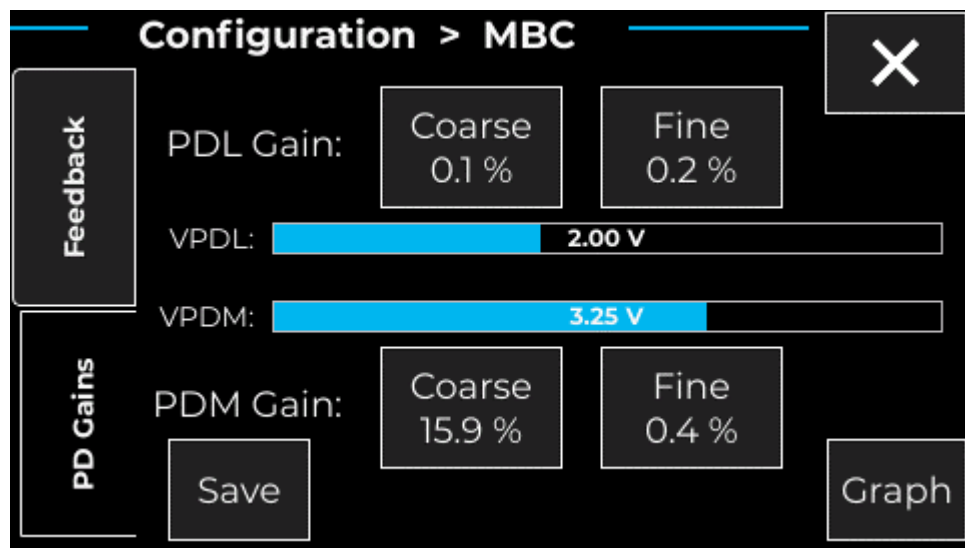 Configuration > MBC
Feedback
PDL Gain:
Coarse
0.1 %
Fine
0.2 %
VPDL:
2.00 V
VPDM:
3.25 V
PD Gains
PDM Gain:
Coarse
15.9 %
Fine
0.4 %
Save
Graph